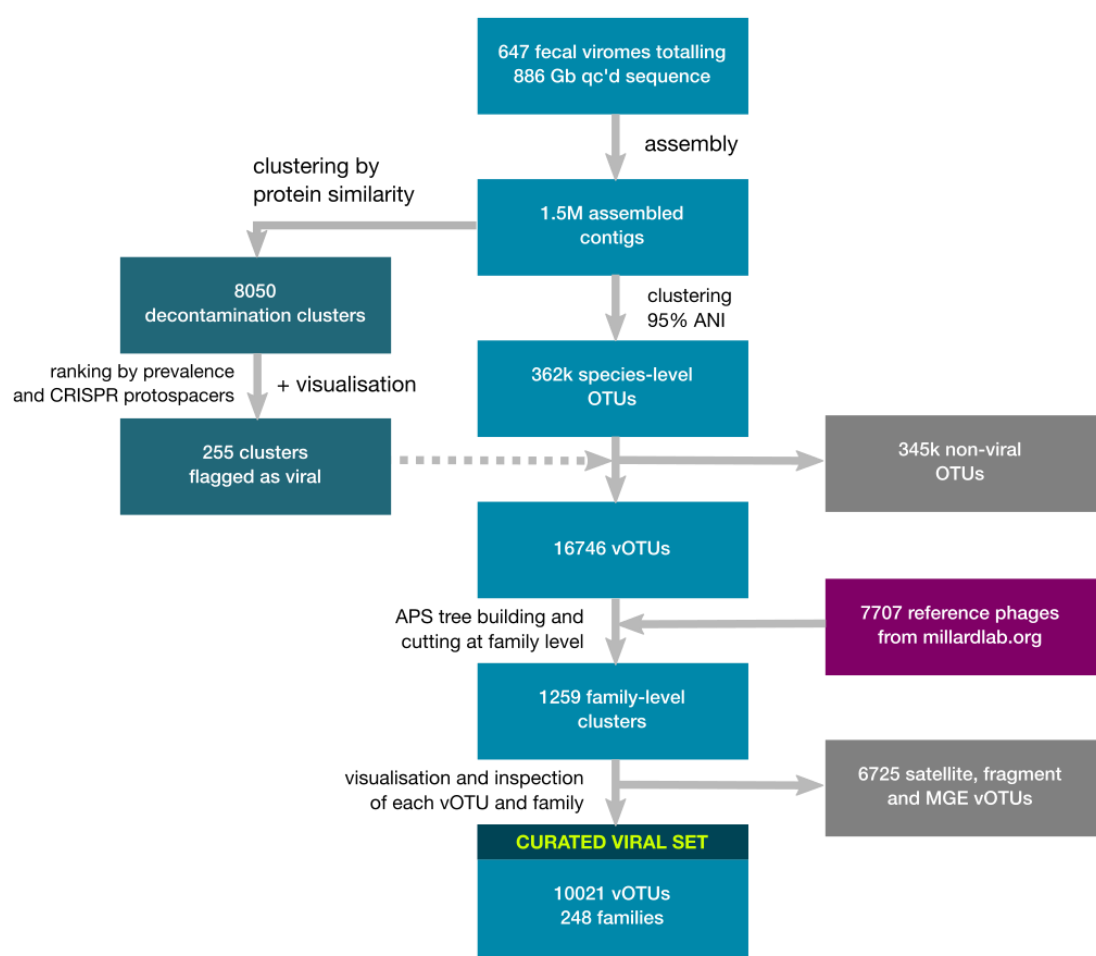 647 fecal viromes totalling
886 Gb qc'd sequence
assembly
clustering by
protein similarity
1.5M assembled
contigs
8050
decontamination clusters
clustering
95% ANI
ranking by prevalence
and CRISPR protospacers
+ visualisation
362k species-level
OTUs
255 clusters
flagged as viral
345k non-viral
OTUs
16746 vOTUs
APS tree building and
cutting at family level
7707 reference phages
from millardlab.org
1259 family-level
clusters
visualisation and inspection
of each vOTU and family
6725 satellite, fragment
and MGE vOTUs
CURATED VIRAL SET
10021 vOTUs
248 families